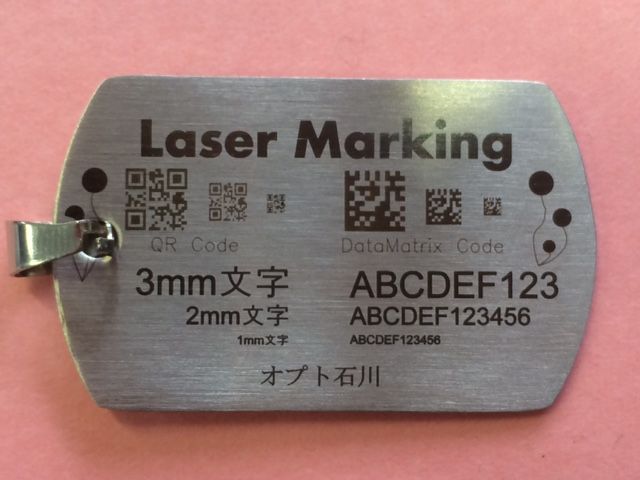 Laser Marking
QR Code DataMatrix Code
3mm文字 ABCDEF123
2mm文字 ABCDEF123456
1mm文字 ABCDEF123456
オプト石川